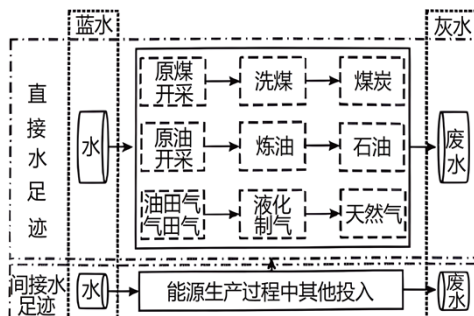 蓝水
灰水
直接水足迹
水
原煤
开采
洗煤
煤炭
原油
开采
炼油
石油
油田气
气田气
液化
制气
天然气
废水
间接水
足迹
水
能源生产过程中其他投入
废水